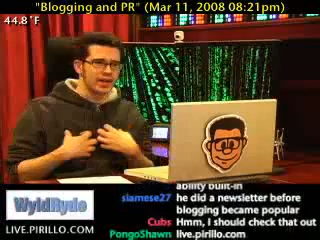 "Blogging and PR" (Mar 11, 2008 08:21pm)
44.8°F
WyldRyde
LIVE.PIRILLO.COM
ability built-in
siamese27 he did a newsletter before
blogging became popular
Cubs Hmm, I should check that out
PongoShawn live.pirillo.com